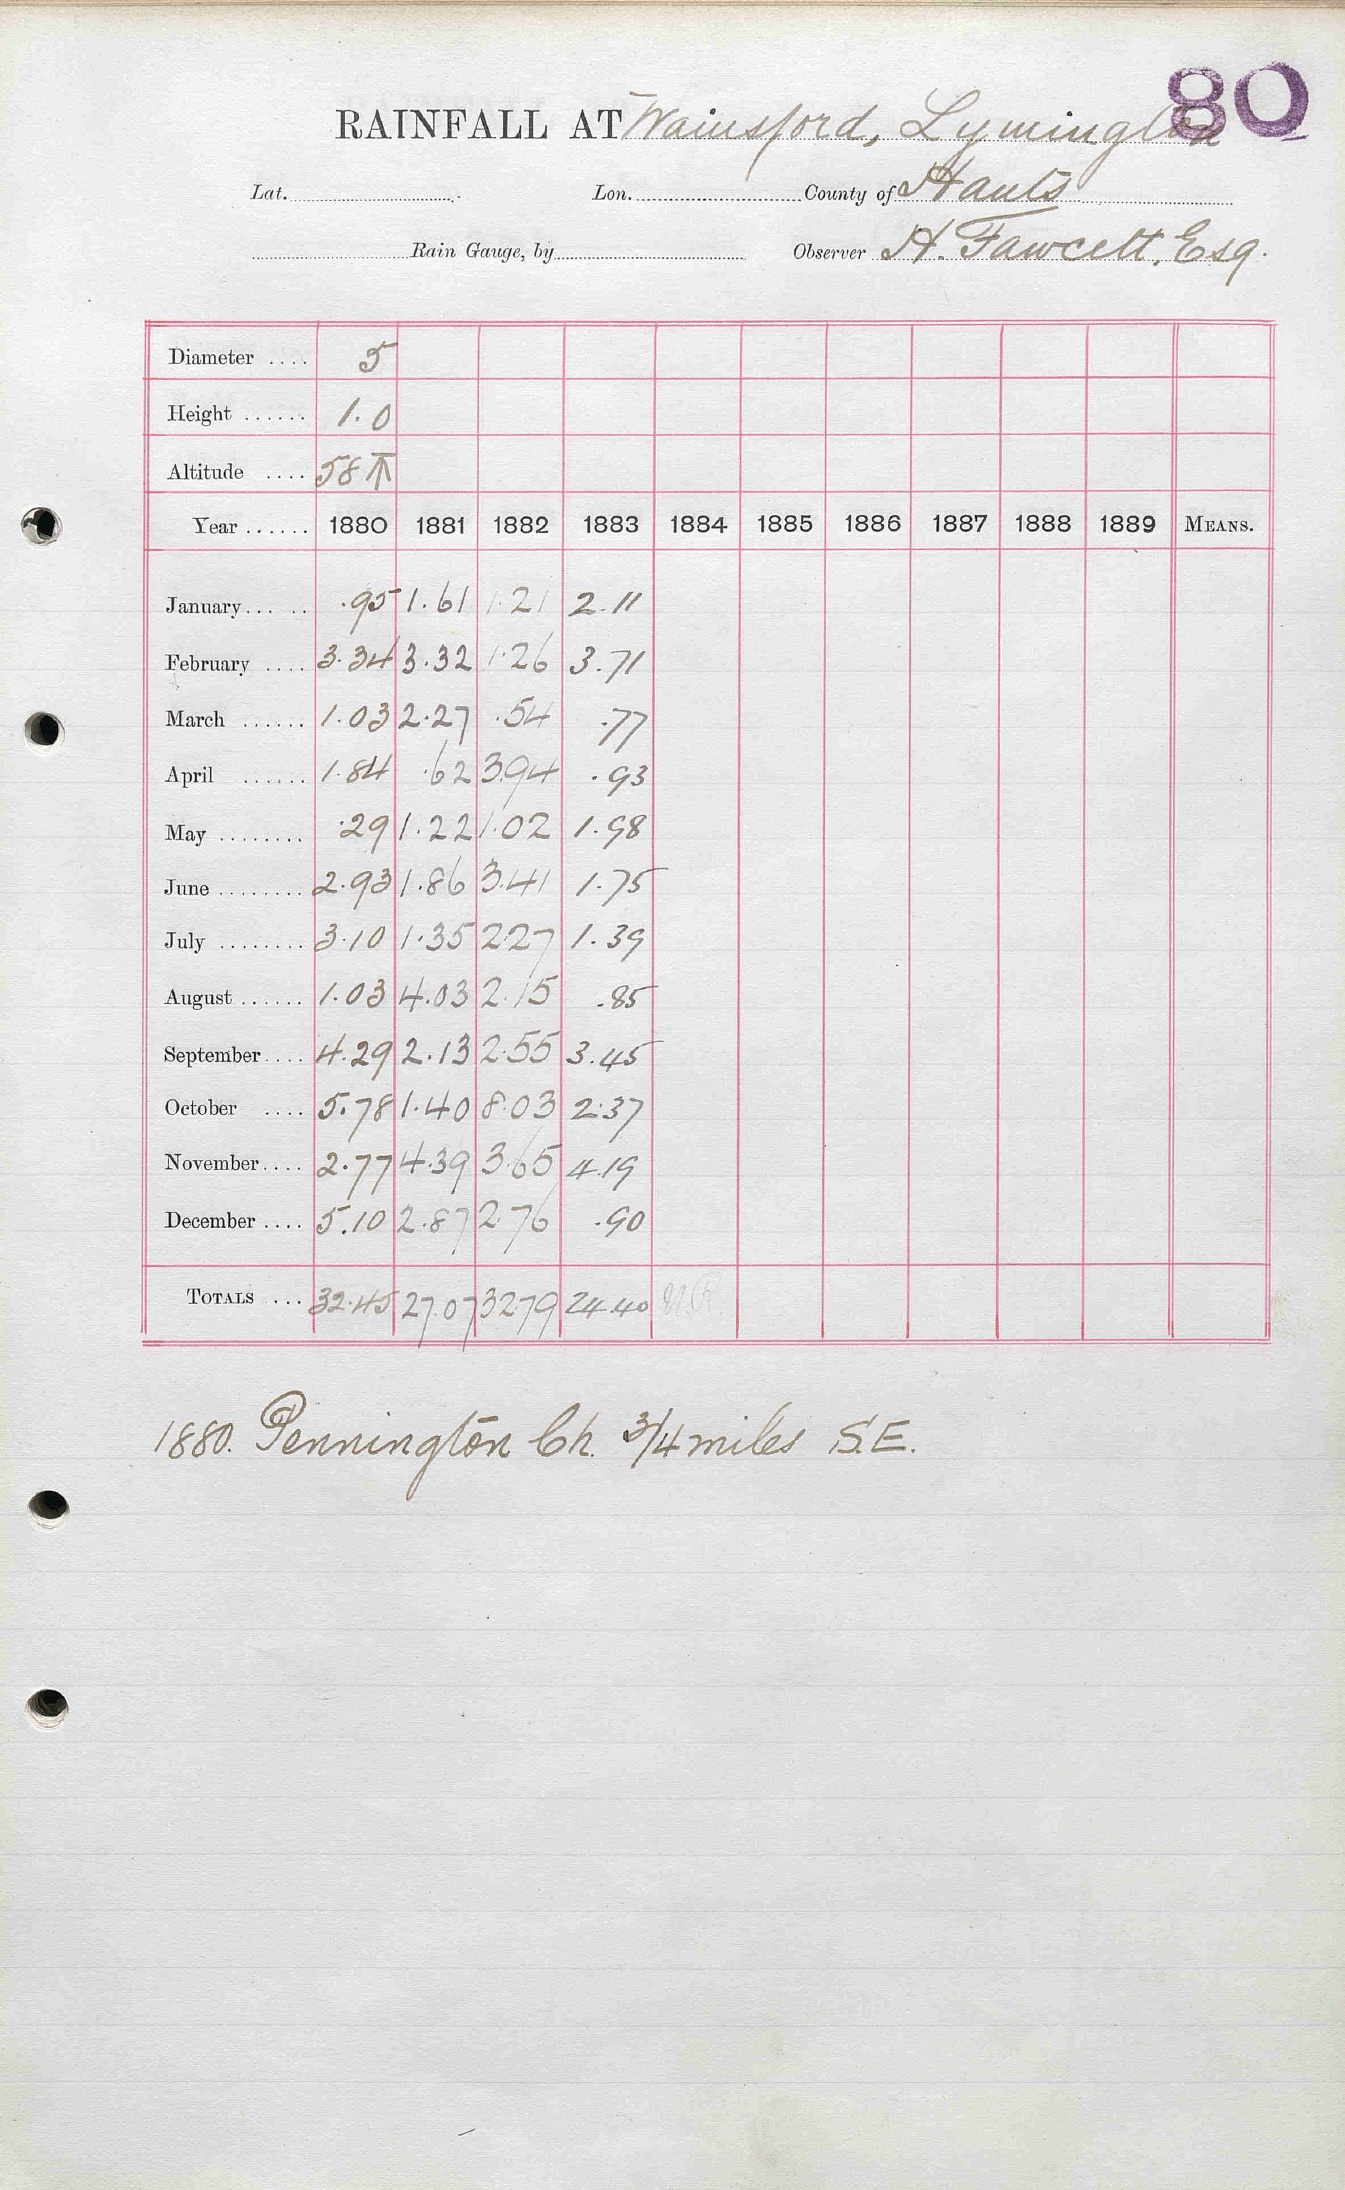 80
RAINFALL AT Wainsford, Lymington
Lat. Lon. County of Hants
Rain Gauge, by Observer H. Fawcett, Esq.
Diameter .... 5
Height ...... 1.0
Altitude .... 58 T
Year ...... 1880 1881 1882 1883 1884 1885 1886 1887 1888 1889 MEANS.
January... .. .95 1.61 1.21 2.11
February .... 3.34 3.32 1.26 3.71
March ...... 1.03 2.27 .54 .77
April ...... 1.84 .62 3.94 .93
May ........ .29 1.22 1.02 1.98
June ........ 2.93 1.86 3.41 1.75
July ........ 3.10 1.35 2.27 1.39
August ...... 1.03 4.03 2.15 .85
September.... 4.29 2.13 2.55 3.45
October .... 5.78 1.40 8.03 2.37
November.... 2.77 4.39 3.65 4.19
December .... 5.10 2.87 2.76 .90
TOTALS ... 32.45 27.07 32.79 24.40 N.R.
1880. Pennington Ch. 3/4 miles S.E.